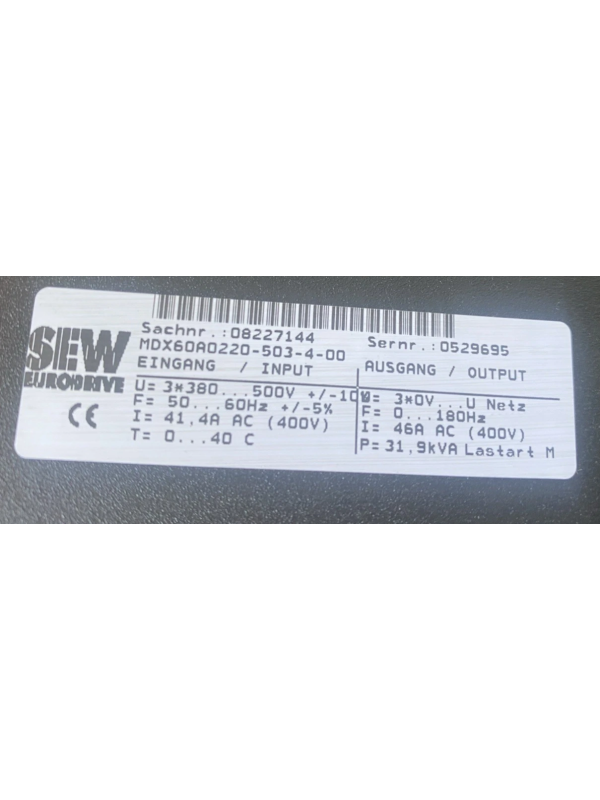 SEW
EURODRIVE
CE
Sachnr.:08227144
Sernr.:0529695
MDX60A0220-503-4-00
EINGANG / INPUT
AUSGANG / OUTPUT
U= 3*380...500V +/-10%
F= 50...60Hz +/-5%
I= 41,4A AC (400V)
T= 0...40 C
U= 3*0V...U Netz
F= 0...180Hz
I= 46A AC (400V)
P= 31,9kVA Lastart M